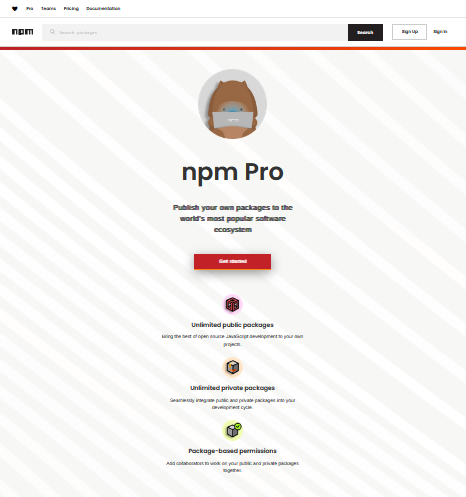 Pro Teams Pricing Documentation
npm Search packages Search Sign Up Sign In
npm Pro
Publish your own packages to the
world's most popular software
ecosystem
Get started
Unlimited public packages
Bring the best of open source JavaScript development to your own
projects.
Unlimited private packages
Seamlessly integrate public and private packages into your
development cycle.
Package-based permissions
Add collaborators to work on your public and private packages
together.